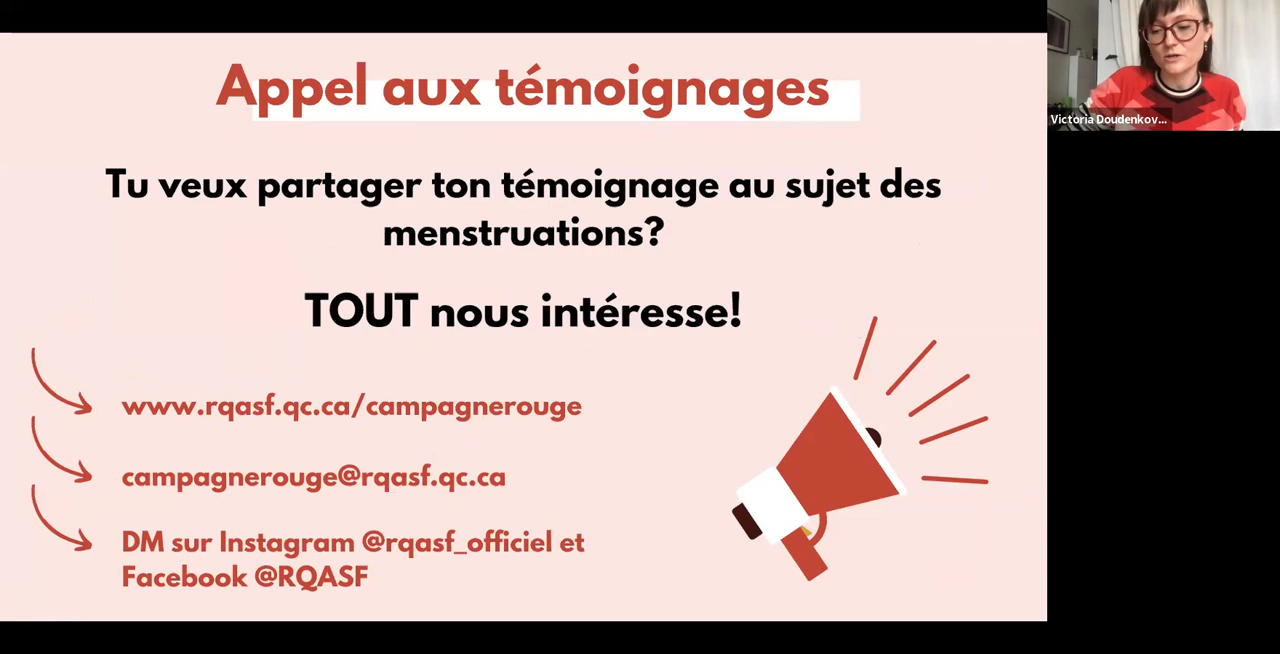 Appel aux témoignages
Tu veux partager ton témoignage au sujet des
menstruations?
TOUT nous intéresse!
www.rqasf.qc.ca/campagnerouge
campagnerouge@rqasf.qc.ca
DM sur Instagram @rqasf_officiel et
Facebook @RQASF
Victoria Doudenkov...